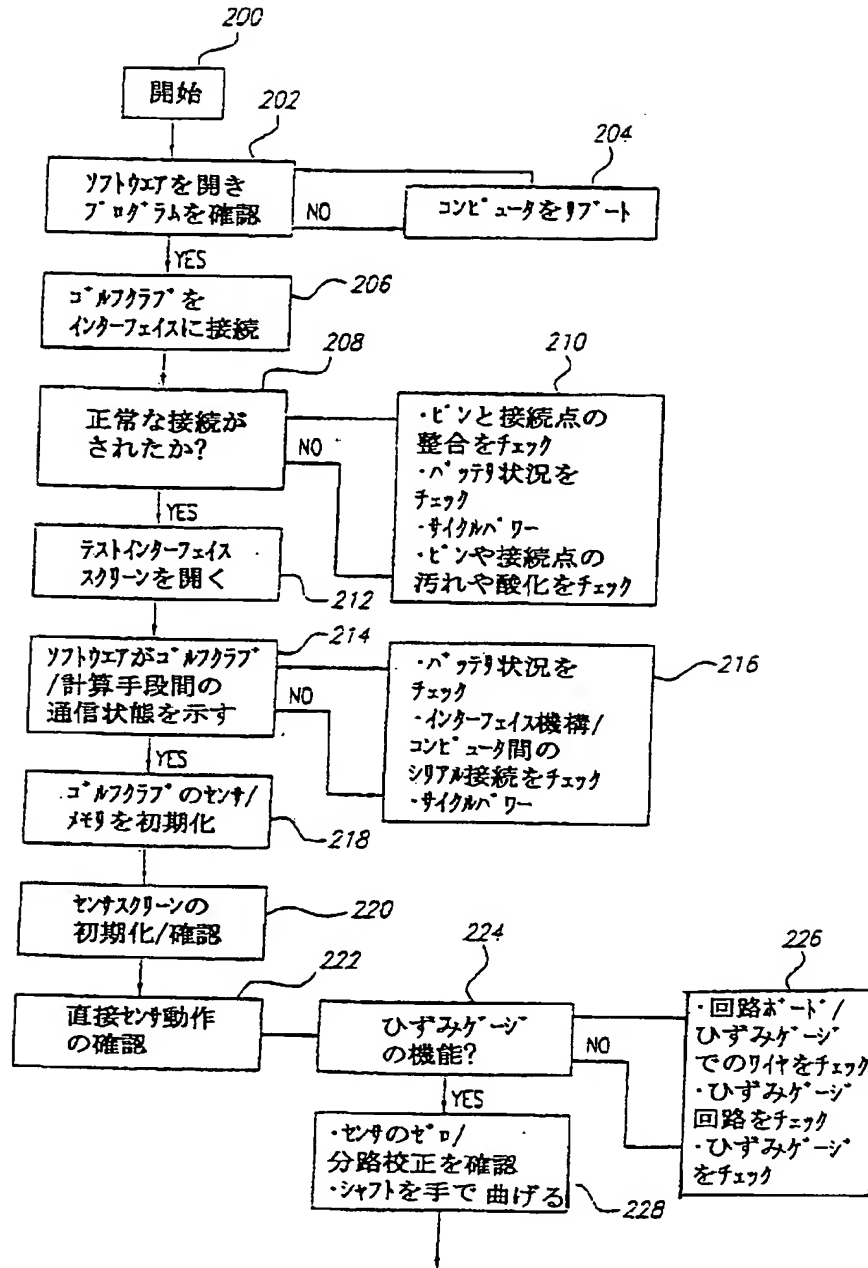 200
開始
202
ソフトウエアを開き
プログラムを確認
NO
204
コンピュータをリブート
YES
206
ゴルフクラブを
インターフェイスに接続
208
正常な接続が
されたか?
NO
210
・ピンと接続点の
整合をチェック
・バッテリ状況を
チェック
・サイクルパワー
・ピンや接続点の
汚れや酸化をチェック
YES
テストインターフェイス
スクリーンを開く
212
214
ソフトウエアがゴルフクラブ
/計算手段間の
通信状態を示す
NO
216
・バッテリ状況を
チェック
・インターフェイス機構/
コンピュータ間の
シリアル接続をチェック
・サイクルパワー
YES
ゴルフクラブのセンサ/
メモリを初期化
218
センサスクリーンの
初期化/確認
220
222
直接センサ動作
の確認
224
ひずみゲージ
の機能?
NO
226
・回路ボード/
ひずみゲージ
でのワイヤをチェック
・ひずみゲージ
回路をチェック
・ひずみゲージ
をチェック
YES
・センサのゼロ/
分路校正を確認
・シャフトを手で曲げる
228